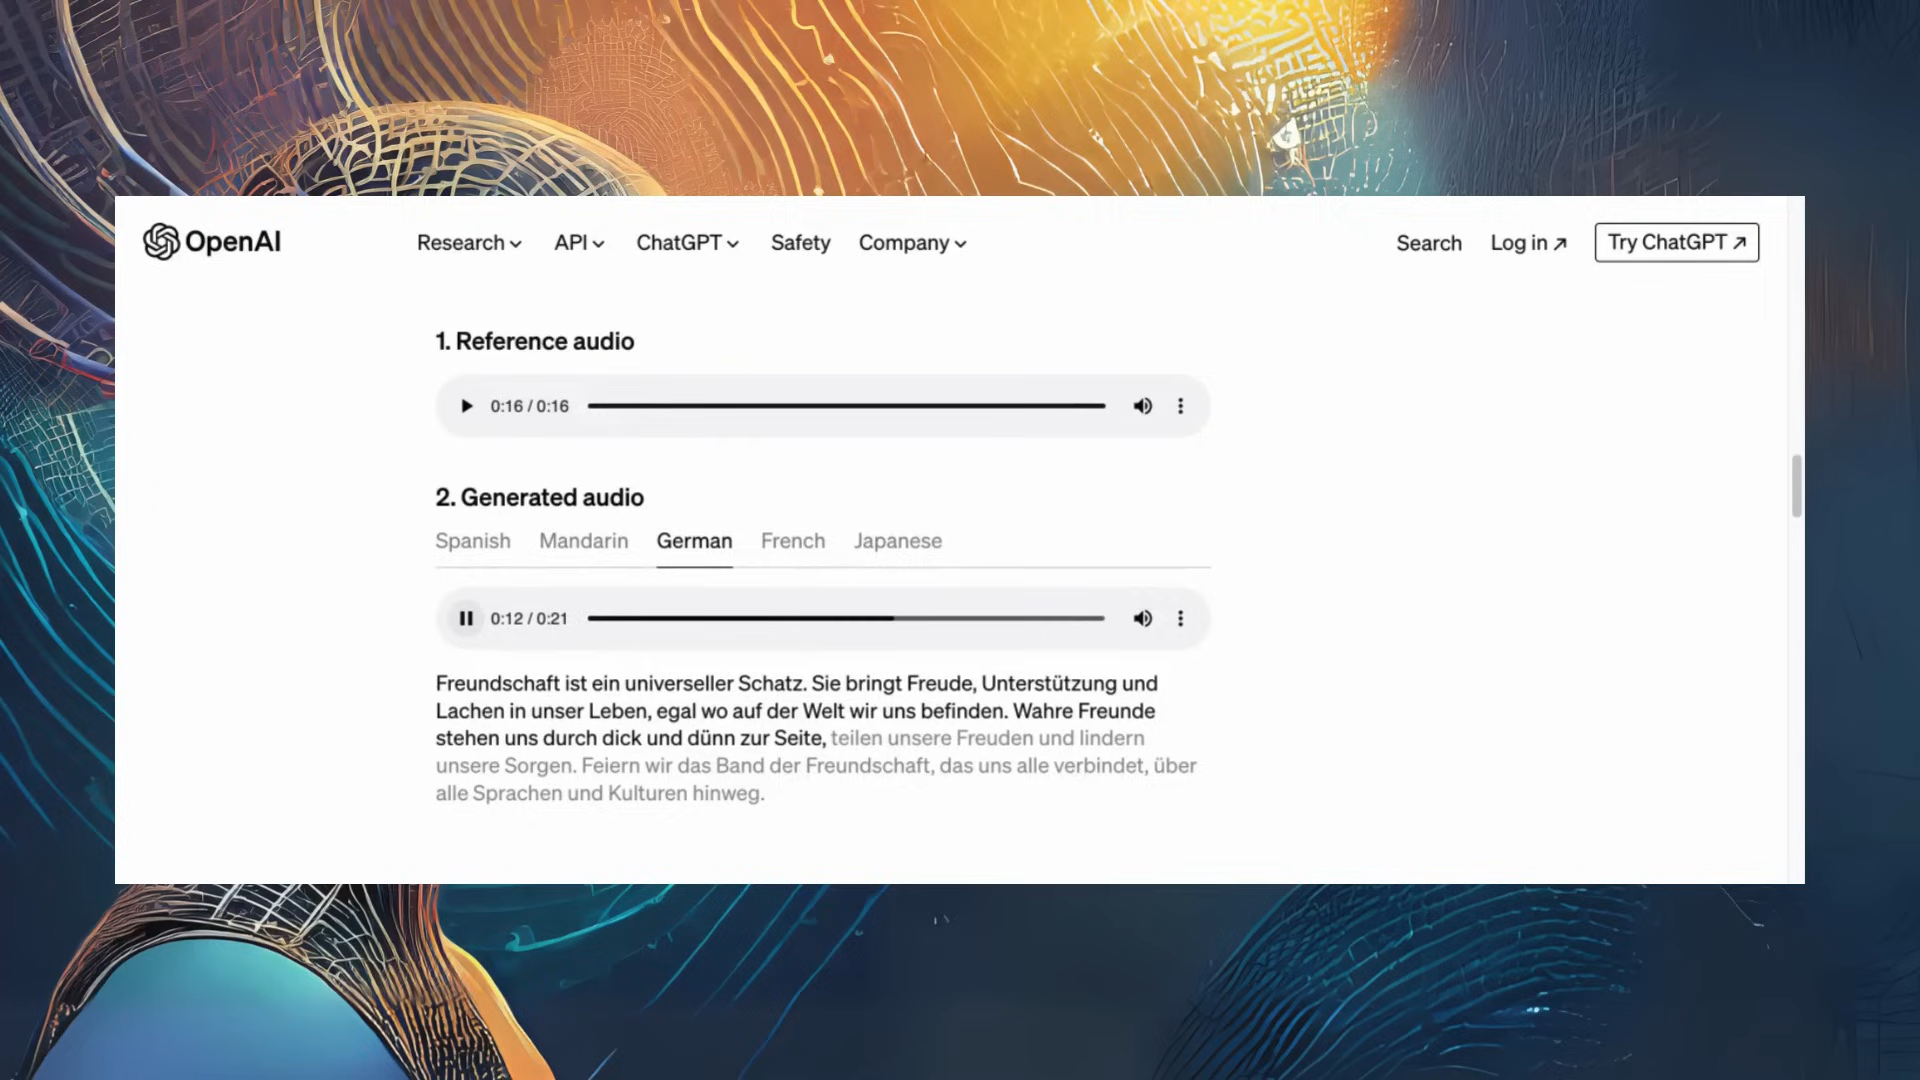 OpenAI
Research
API
ChatGPT
Safety
Company
Search
Log in
Try ChatGPT
1. Reference audio
0:16 / 0:16
2. Generated audio
Spanish
Mandarin
German
French
Japanese
0:12 / 0:21
Freundschaft ist ein universeller Schatz. Sie bringt Freude, Unterstützung und
Lachen in unser Leben, egal wo auf der Welt wir uns befinden. Wahre Freunde
stehen uns durch dick und dünn zur Seite, teilen unsere Freuden und lindern
unsere Sorgen. Feiern wir das Band der Freundschaft, das uns alle verbindet, über
alle Sprachen und Kulturen hinweg.